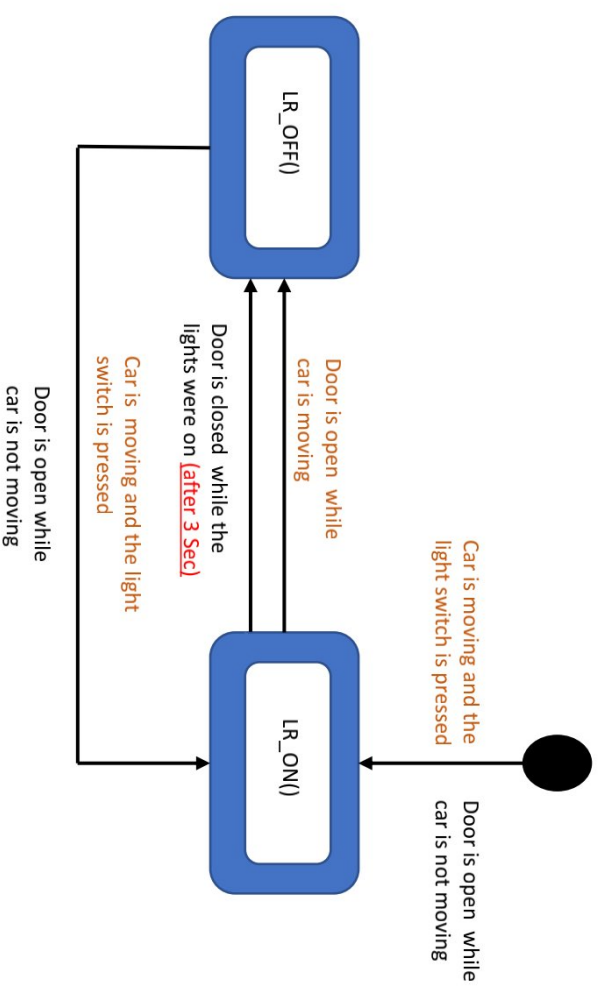 Car is moving and the
light switch is pressed
Door is open while
car is not moving
LR_OFF()
Door is open while
car is moving
LR_ON()
Door is closed while the
lights were on (after 3 Sec)
Car is moving and the light
switch is pressed
Door is open while
car is not moving